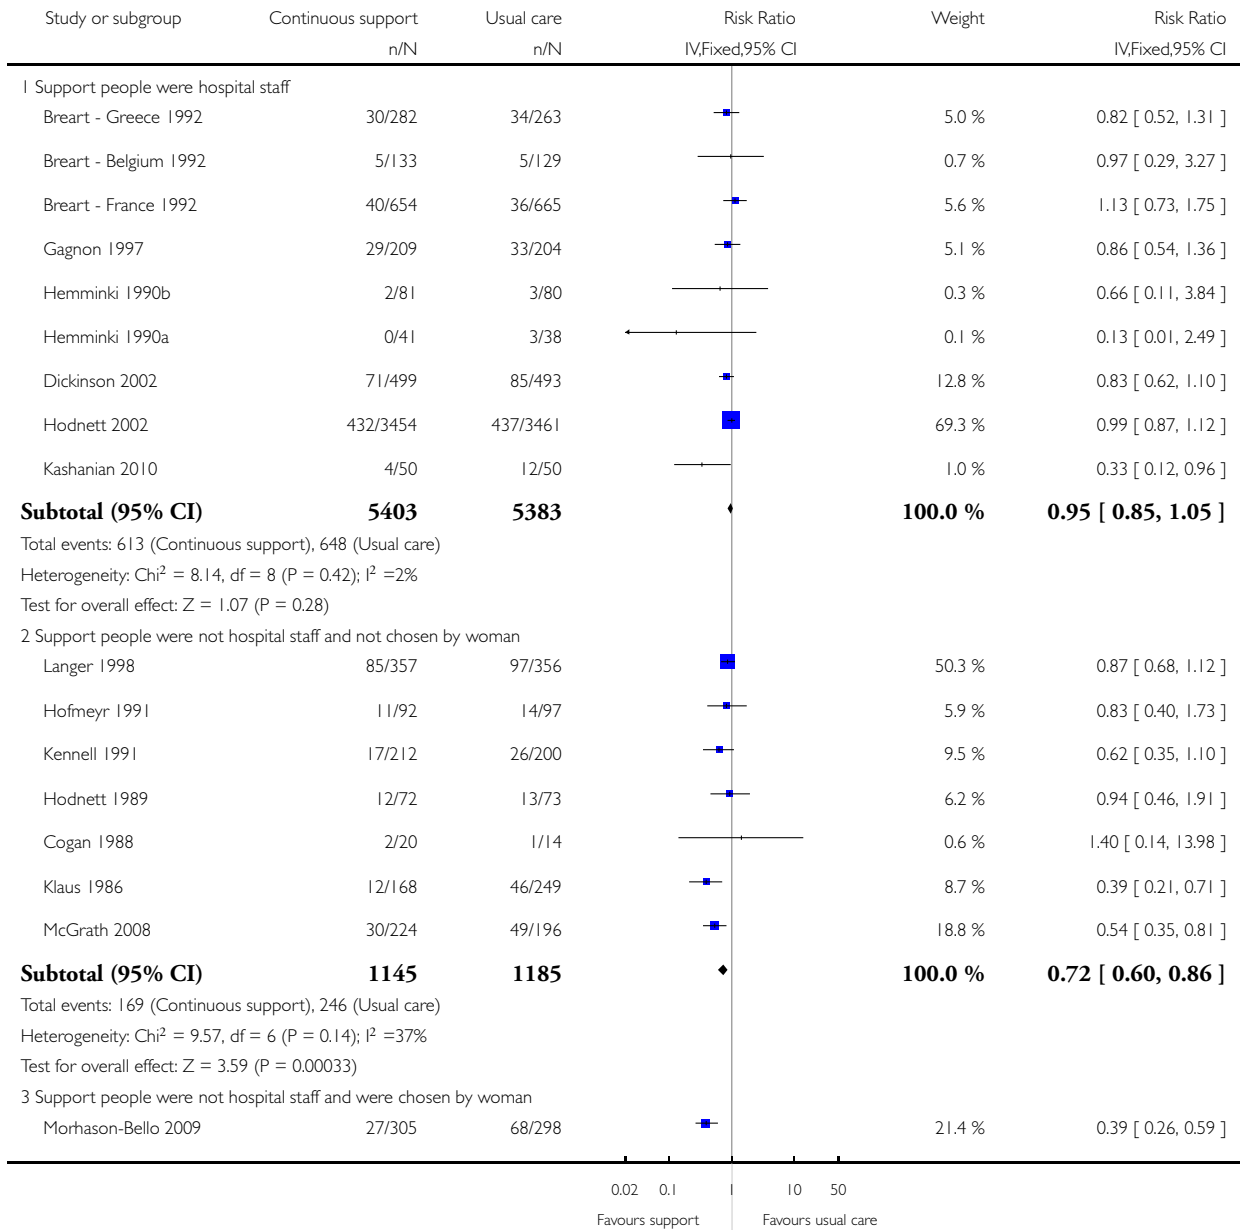 Study or subgroup Continuous support Usual care Risk Ratio Weight Risk Ratio
n/N n/N IV,Fixed,95% CI IV,Fixed,95% CI
1 Support people were hospital staff
Breart - Greece 1992 30/282 34/263 5.0 % 0.82 [ 0.52, 1.31 ]
Breart - Belgium 1992 5/133 5/129 0.7 % 0.97 [ 0.29, 3.27 ]
Breart - France 1992 40/654 36/665 5.6 % 1.13 [ 0.73, 1.75 ]
Gagnon 1997 29/209 33/204 5.1 % 0.86 [ 0.54, 1.36 ]
Hemminki 1990b 2/81 3/80 0.3 % 0.66 [ 0.11, 3.84 ]
Hemminki 1990a 0/41 3/38 0.1 % 0.13 [ 0.01, 2.49 ]
Dickinson 2002 71/499 85/493 12.8 % 0.83 [ 0.62, 1.10 ]
Hodnett 2002 432/3454 437/3461 69.3 % 0.99 [ 0.87, 1.12 ]
Kashanian 2010 4/50 12/50 1.0 % 0.33 [ 0.12, 0.96 ]
Subtotal (95% CI) 5403 5383 100.0 % 0.95 [ 0.85, 1.05 ]
Total events: 613 (Continuous support), 648 (Usual care)
Heterogeneity: Chi² = 8.14, df = 8 (P = 0.42); I² =2%
Test for overall effect: Z = 1.07 (P = 0.28)
2 Support people were not hospital staff and not chosen by woman
Langer 1998 85/357 97/356 50.3 % 0.87 [ 0.68, 1.12 ]
Hofmeyr 1991 11/92 14/97 5.9 % 0.83 [ 0.40, 1.73 ]
Kennell 1991 17/212 26/200 9.5 % 0.62 [ 0.35, 1.10 ]
Hodnett 1989 12/72 13/73 6.2 % 0.94 [ 0.46, 1.91 ]
Cogan 1988 2/20 1/14 0.6 % 1.40 [ 0.14, 13.98 ]
Klaus 1986 12/168 46/249 8.7 % 0.39 [ 0.21, 0.71 ]
McGrath 2008 30/224 49/196 18.8 % 0.54 [ 0.35, 0.81 ]
Subtotal (95% CI) 1145 1185 100.0 % 0.72 [ 0.60, 0.86 ]
Total events: 169 (Continuous support), 246 (Usual care)
Heterogeneity: Chi² = 9.57, df = 6 (P = 0.14); I² =37%
Test for overall effect: Z = 3.59 (P = 0.00033)
3 Support people were not hospital staff and were chosen by woman
Morhason-Bello 2009 27/305 68/298 21.4 % 0.39 [ 0.26, 0.59 ]
0.02 0.1 1 10 50
Favours support Favours usual care